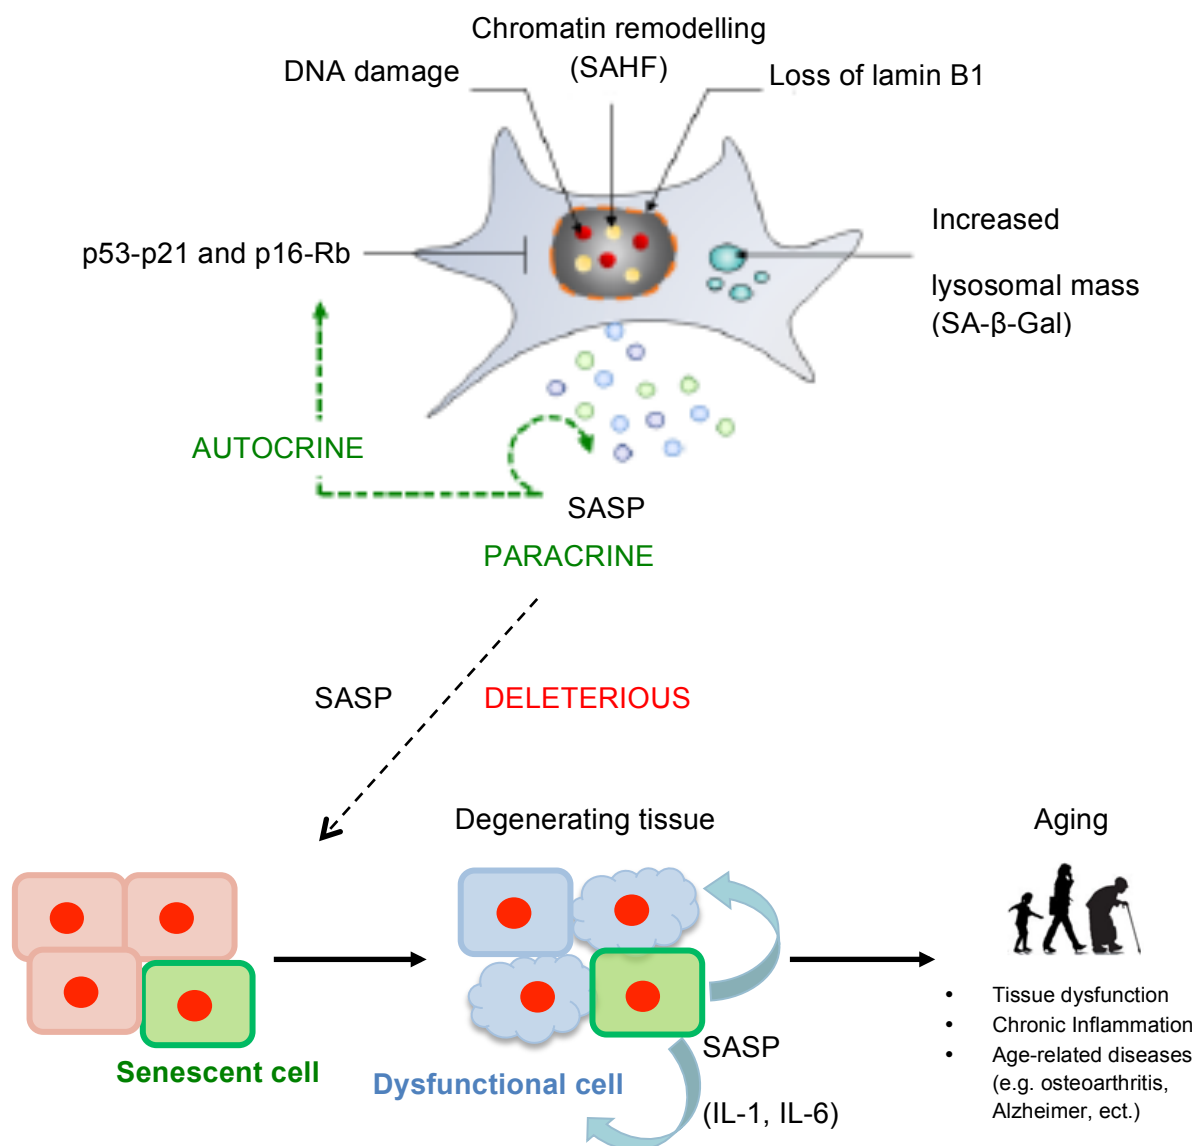 Chromatin remodelling
(SAHF)
DNA damage
Loss of lamin B1
p53-p21 and p16-Rb
Increased
lysosomal mass
(SA-β-Gal)
AUTOCRINE
SASP
PARACRINE
SASP
DELETERIOUS
Degenerating tissue
Aging
Senescent cell
Dysfunctional cell
SASP
(IL-1, IL-6)
• Tissue dysfunction
• Chronic Inflammation
• Age-related diseases
(e.g. osteoarthritis,
Alzheimer, ect.)